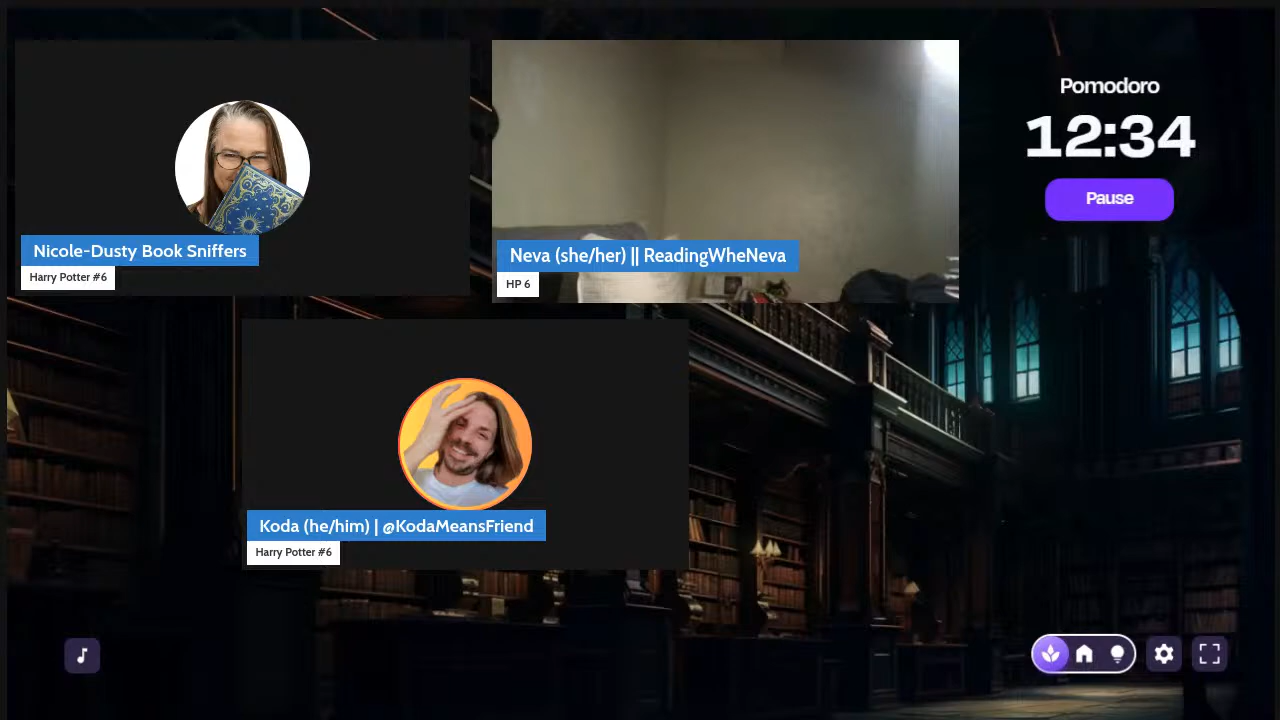 Pomodoro
12:34
Pause
Nicole-Dusty Book Sniffers
Harry Potter #6
Neva (she/her) || ReadingWheNeva
HP 6
Koda (he/him) | @KodaMeansFriend
Harry Potter #6